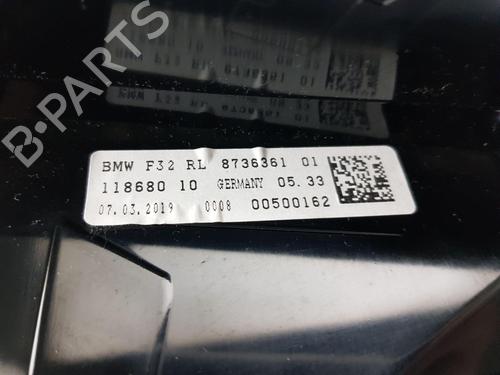 B-PARTS
BMW F32 RL 8736361 01
118680 10 GERMANY 05.33
07.03.2019 0008 00500162